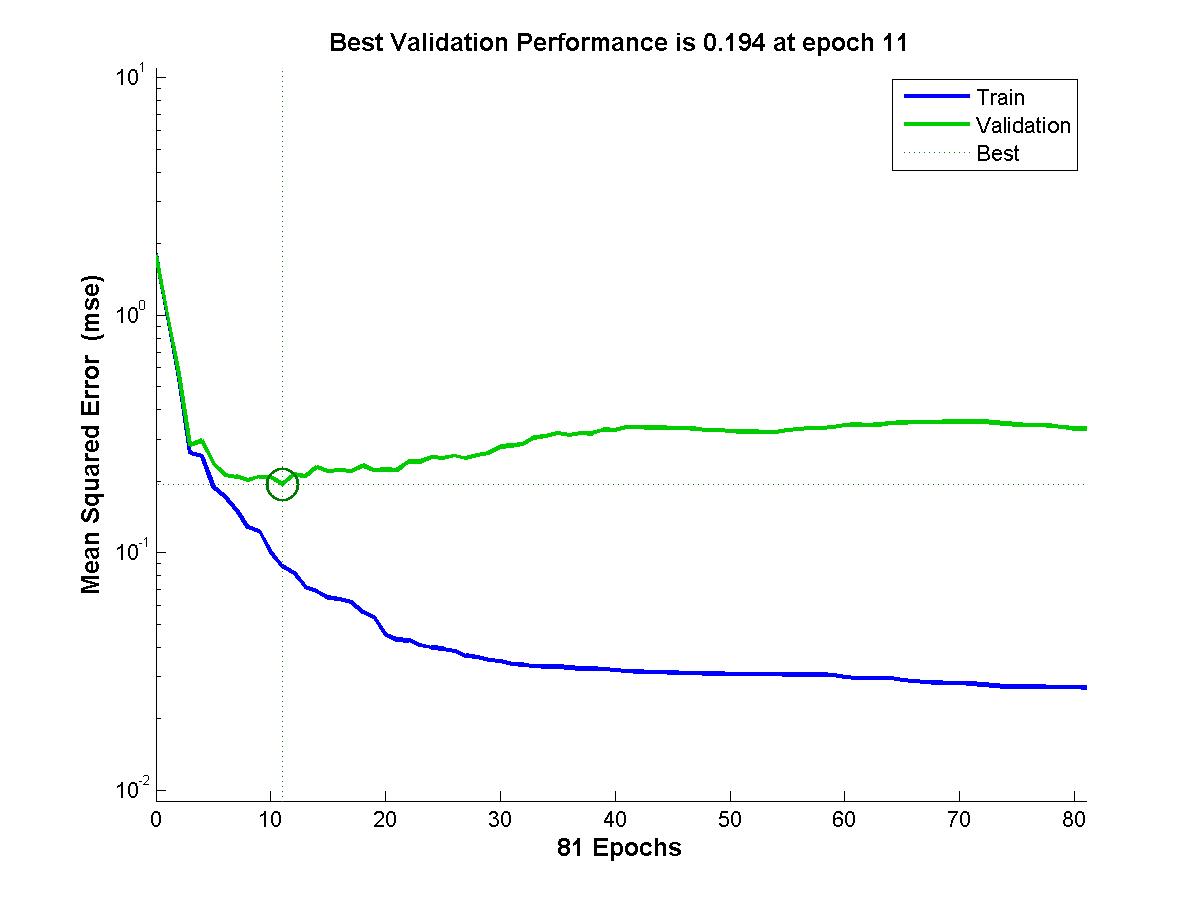 Best Validation Performance is 0.194 at epoch 11
10^1
10^0
10^-1
10^-2
Mean Squared Error (mse)
Train
Validation
Best
0 10 20 30 40 50 60 70 80
81 Epochs